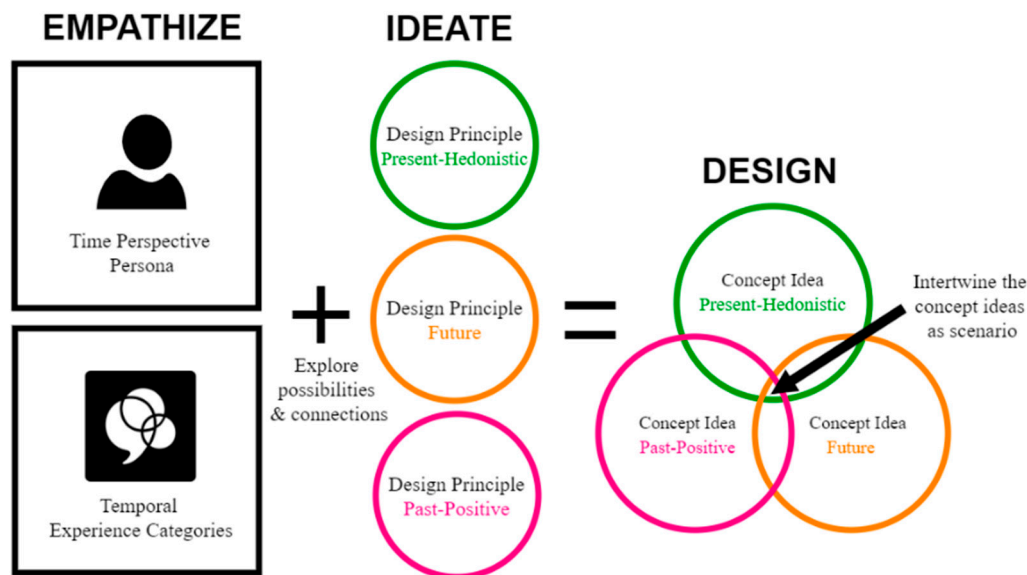 EMPATHIZE
Time Perspective
Persona
Temporal
Experience Categories
+
Explore
possibilities
& connections
IDEATE
Design Principle
Present-Hedonistic
Design Principle
Future
Design Principle
Past-Positive
=
DESIGN
Concept Idea
Present-Hedonistic
Concept Idea
Past-Positive
Concept Idea
Future
Intertwine the
concept ideas
as scenario